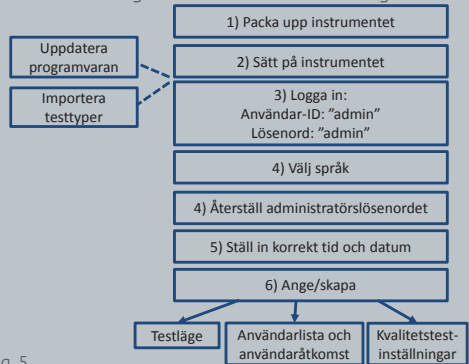 1) Packa upp instrumentet
Uppdatera
programvaran
2) Sätt på instrumentet
Importera
testtyper
3) Logga in:
Användar-ID: ”admin”
Lösenord: ”admin”
4) Välj språk
4) Återställ administratörslösenordet
5) Ställ in korrekt tid och datum
6) Ange/skapa
Testläge
Användarlista och
användaråtkomst
Kvalitetstest-
inställningar